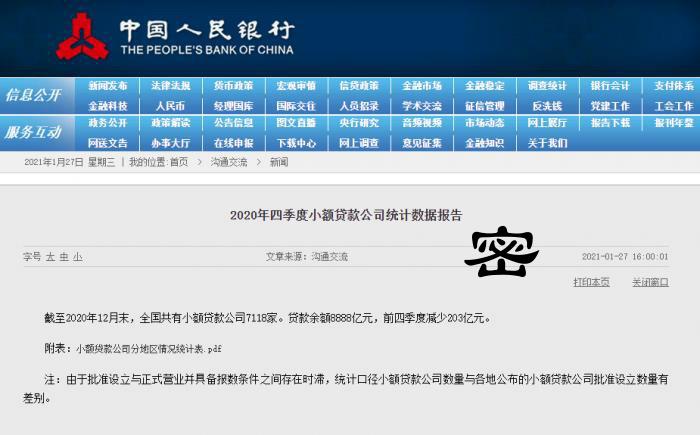 中国人民银行
THE PEOPLE'S BANK OF CHINA
信息公开
新闻发布 法律法规 货币政策 宏观审慎 信贷政策 金融市场 金融稳定 调查统计 银行会计 支付体系
金融科技 人民币 经理国库 国际交往 人员招录 学术交流 征信管理 反洗钱 党建工作 工会工作
服务互动
政务公开 政策解读 公告信息 图文直播 央行研究 音频视频 市场动态 网上展厅 报告下载 报刊年鉴
网送文告 办事大厅 在线申报 下载中心 网上调查 意见征集 金融知识 关于我们
2021年1月27日 星期三 | 我的位置:首页 > 沟通交流 > 新闻
2020年四季度小额贷款公司统计数据报告
密
字号 大 中 小 文章来源：沟通交流 2021-01-27 16:00:01
打印本页 关闭窗口
截至2020年12月末，全国共有小额贷款公司7118家。贷款余额8888亿元，前四季度减少203亿元。
附表：小额贷款公司分地区情况统计表.pdf
注：由于批准设立与正式营业并具备报数条件之间存在时滞，统计口径小额贷款公司数量与各地公布的小额贷款公司批准设立数量有
差别。